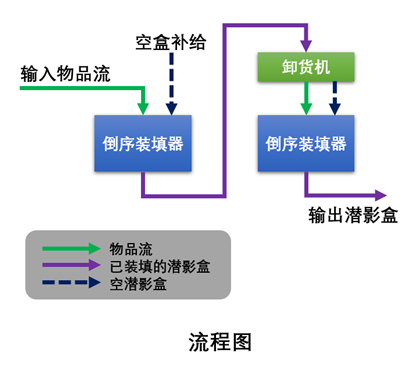 空盒补给
输入物品流
卸货机
倒序装填器
倒序装填器
输出潜影盒
物品流
已装填的潜影盒
空潜影盒
流程图